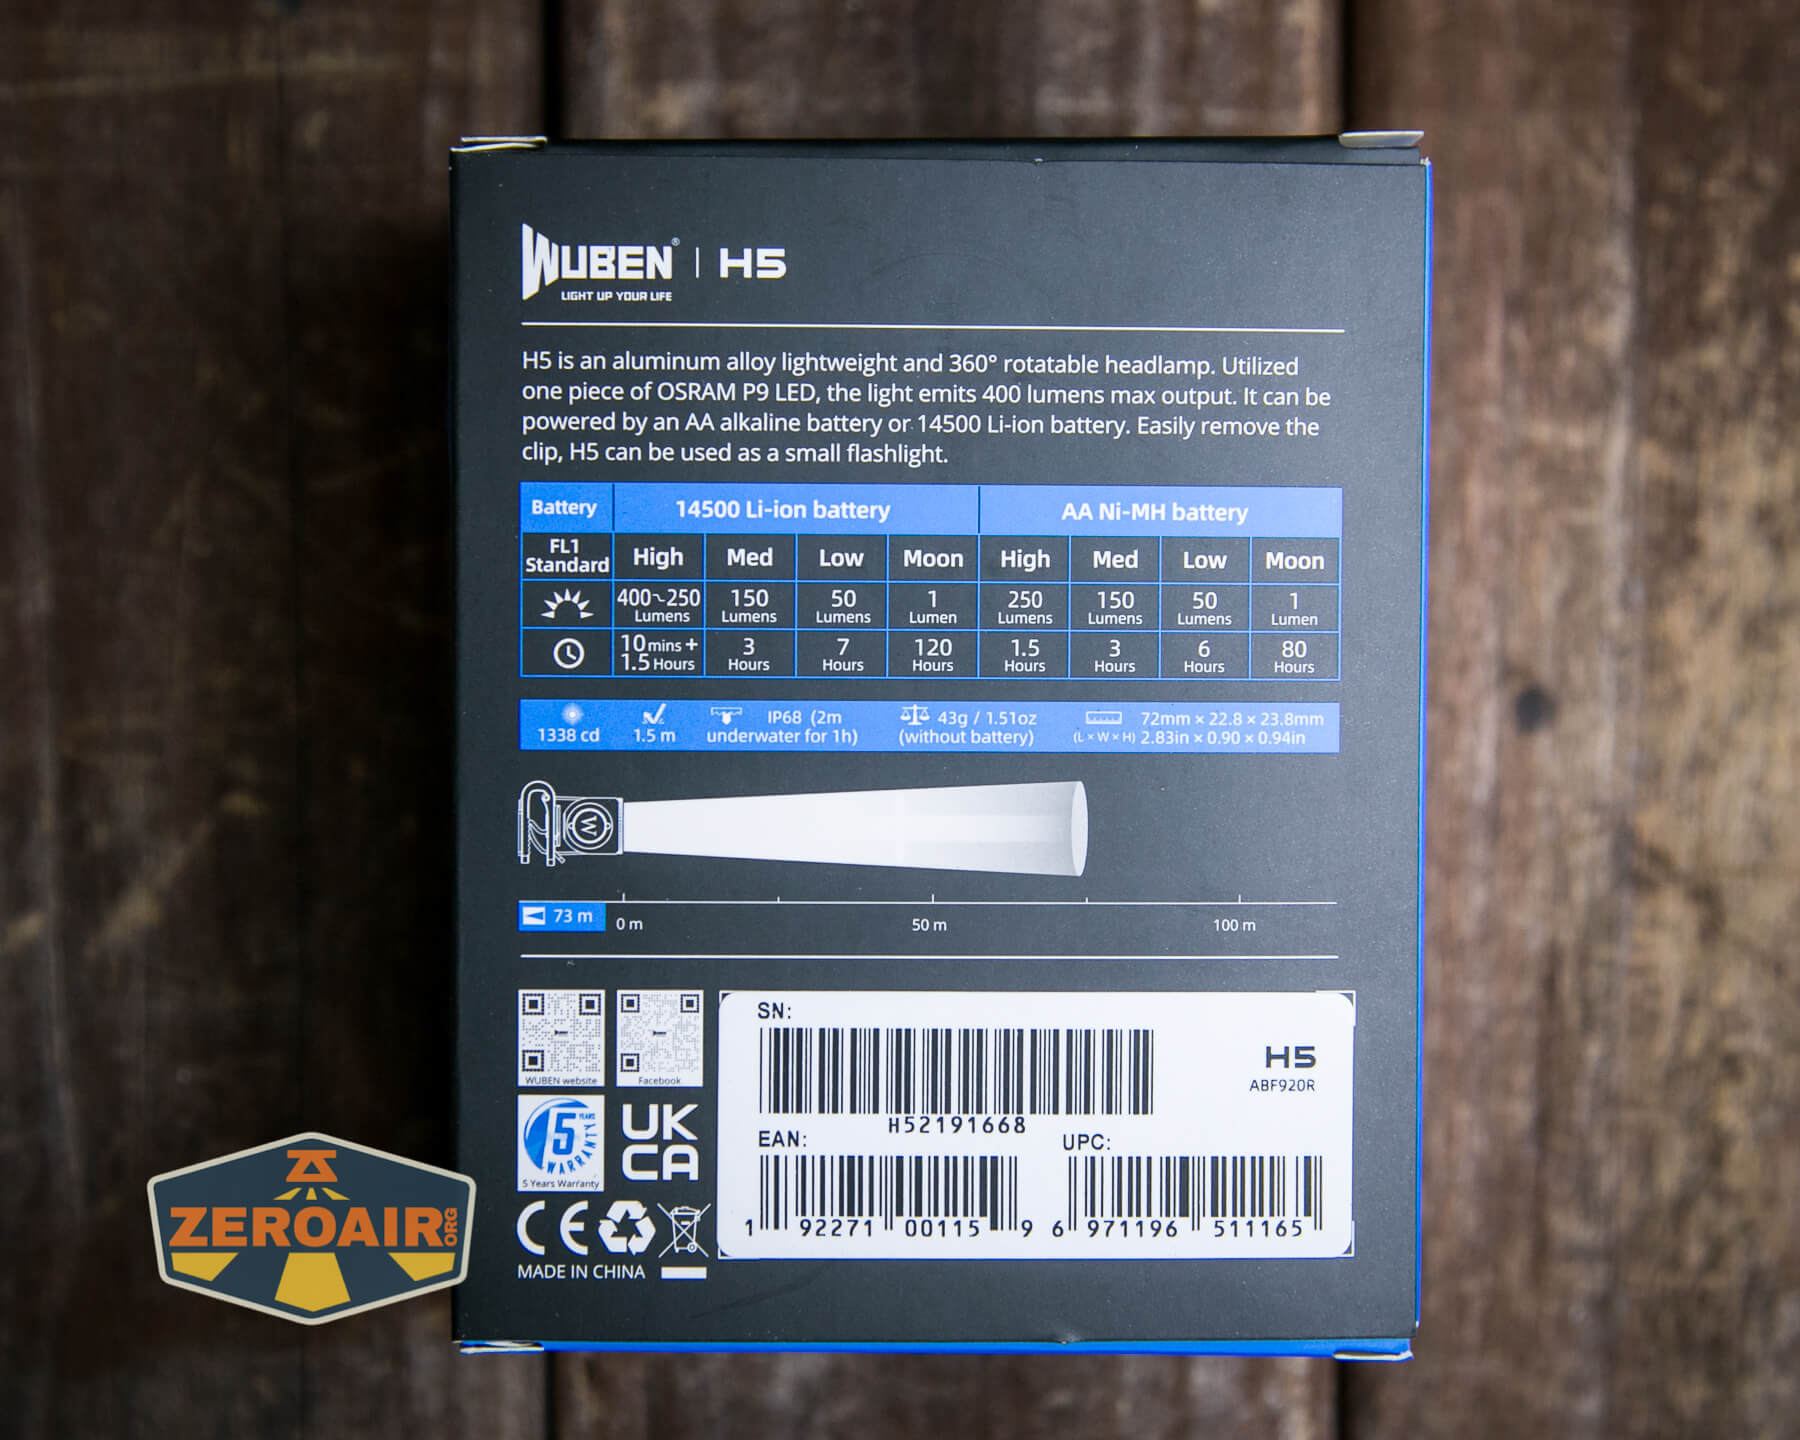 WUBEN® | H5
LIGHT UP YOUR LIFE
H5 is an aluminum alloy lightweight and 360° rotatable headlamp. Utilized
one piece of OSRAM P9 LED, the light emits 400 lumens max output. It can be
powered by an AA alkaline battery or 14500 Li-ion battery. Easily remove the
clip, H5 can be used as a small flashlight.
Battery 14500 Li-ion battery AA Ni-MH battery
FL1 Standard High Med Low Moon High Med Low Moon
400~250 Lumens 150 Lumens 50 Lumens 1 Lumen 250 Lumens 150 Lumens 50 Lumens 1 Lumen
10 mins + 1.5 Hours 3 Hours 7 Hours 120 Hours 1.5 Hours 3 Hours 6 Hours 80 Hours
1338 cd 1.5 m IP68 (2m underwater for 1h) 43g / 1.51oz (without battery) (L × W × H) 72mm × 22.8 × 23.8mm 2.83in × 0.90 × 0.94in
W
73 m 0 m 50 m 100 m
WUBEN website Facebook
5 YEARS WARRANTY
5 Years Warranty
UK
CA
CE
MADE IN CHINA
SN:
H52191668
H5
ABF920R
EAN: UPC:
1 92271 00115 9 6 971196 511165
ZEROAIR.ORG